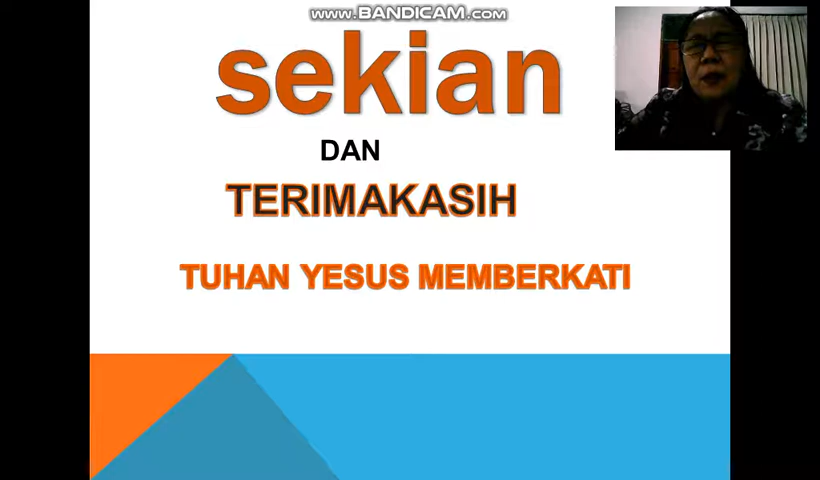 WWW.BANDICAM.COM
sekian
DAN
TERIMAKASIH
TUHAN YESUS MEMBERKATI